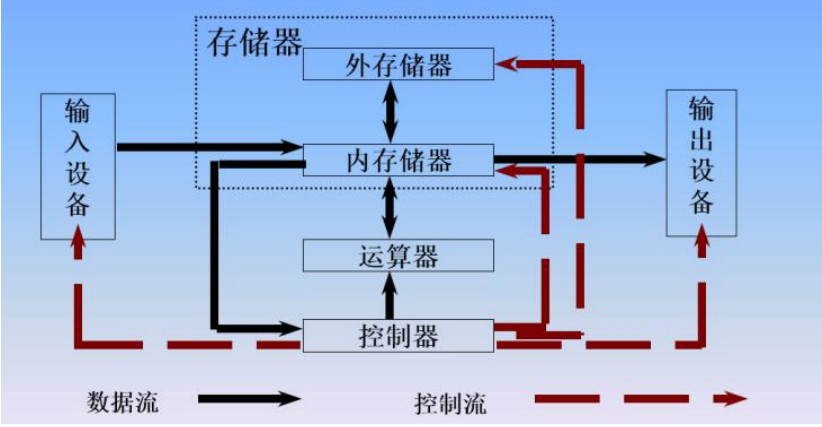 存储器
外存储器
输入设备
内存储器
输出设备
运算器
控制器
数据流
控制流